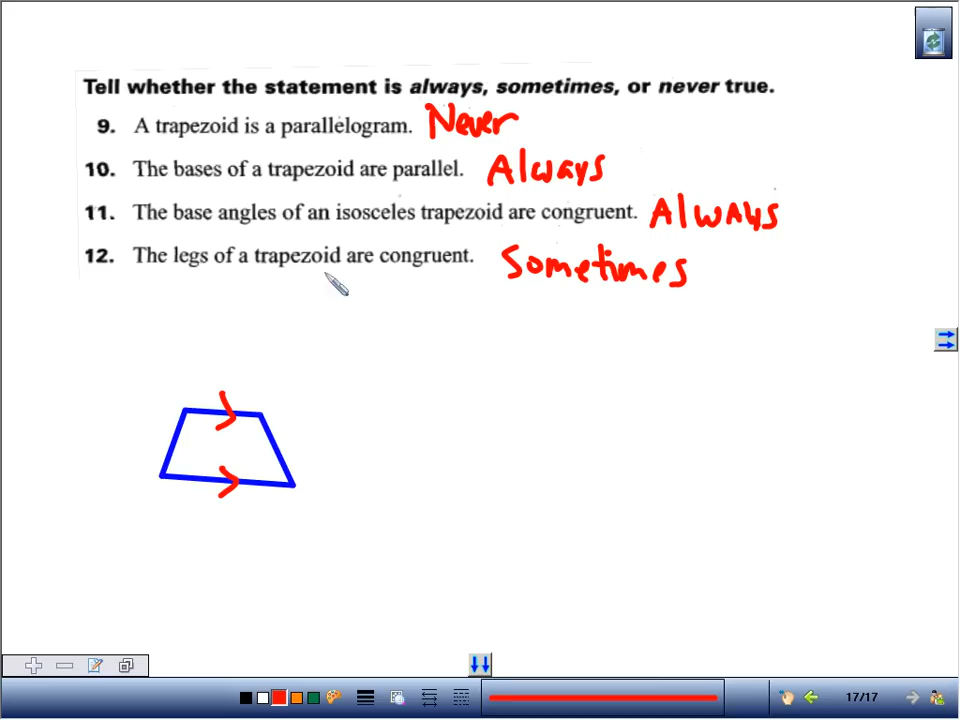 Tell whether the statement is always, sometimes, or never true.
9. A trapezoid is a parallelogram. Never
10. The bases of a trapezoid are parallel. Always
11. The base angles of an isosceles trapezoid are congruent. AlwAys
12. The legs of a trapezoid are congruent. Sometimes
17/17